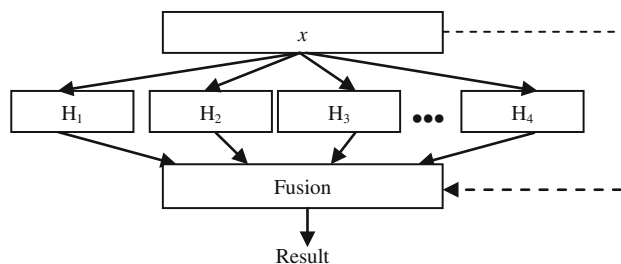 x
H₁ H₂ H₃ ●●● H₄
Fusion
Result